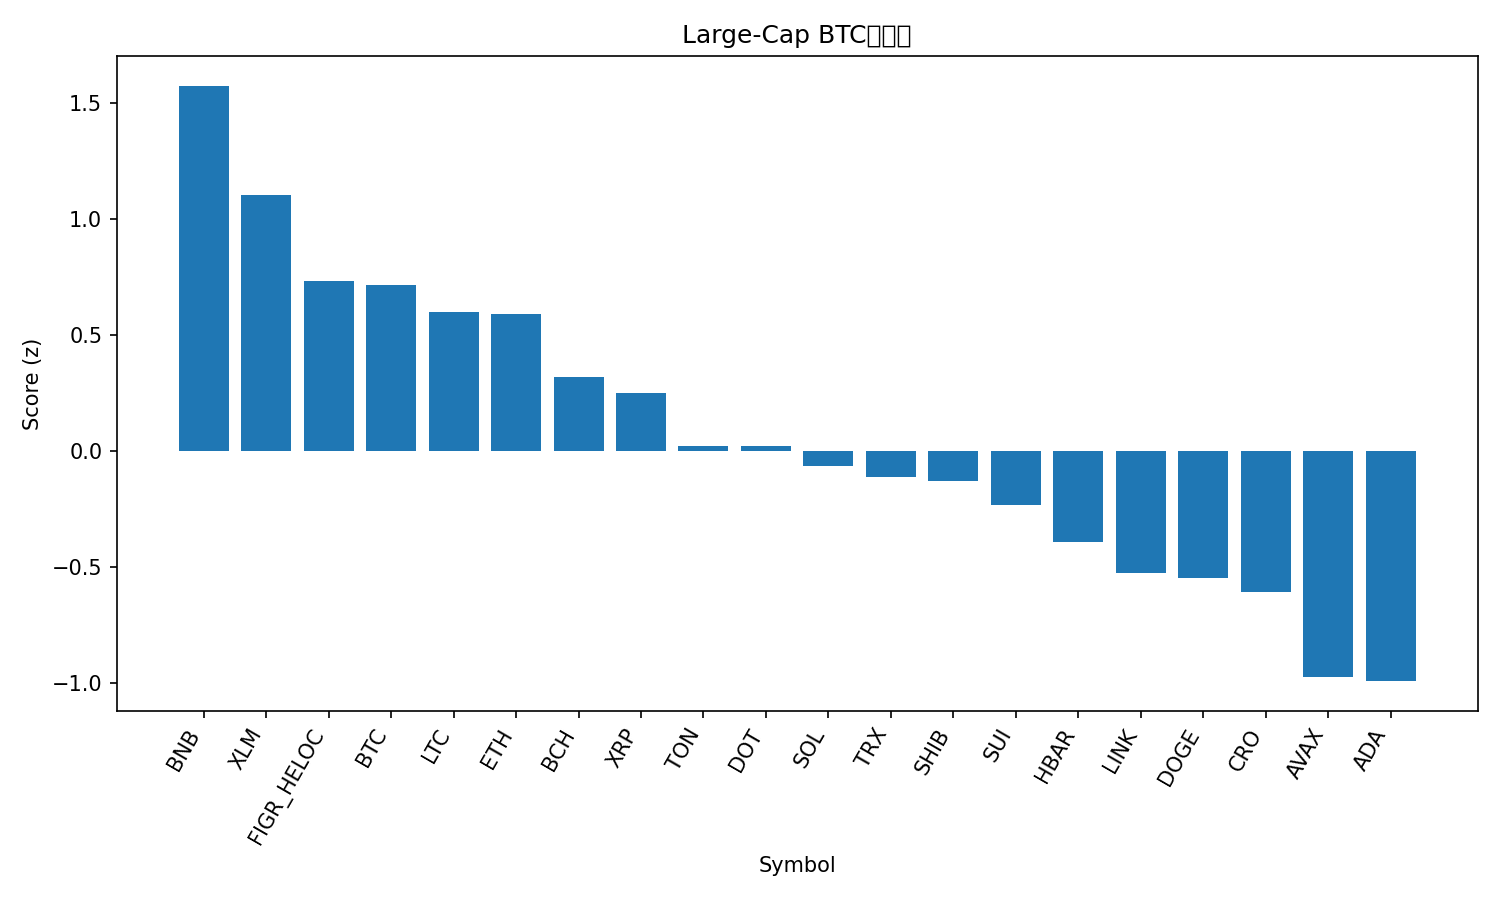 Large-Cap BTC
Score (z)
1.5
1.0
0.5
0.0
−0.5
−1.0
BNB
XLM
FIGR_HELOC
BTC
LTC
ETH
BCH
XRP
TON
DOT
SOL
TRX
SHIB
SUI
HBAR
LINK
DOGE
CRO
AVAX
ADA
Symbol